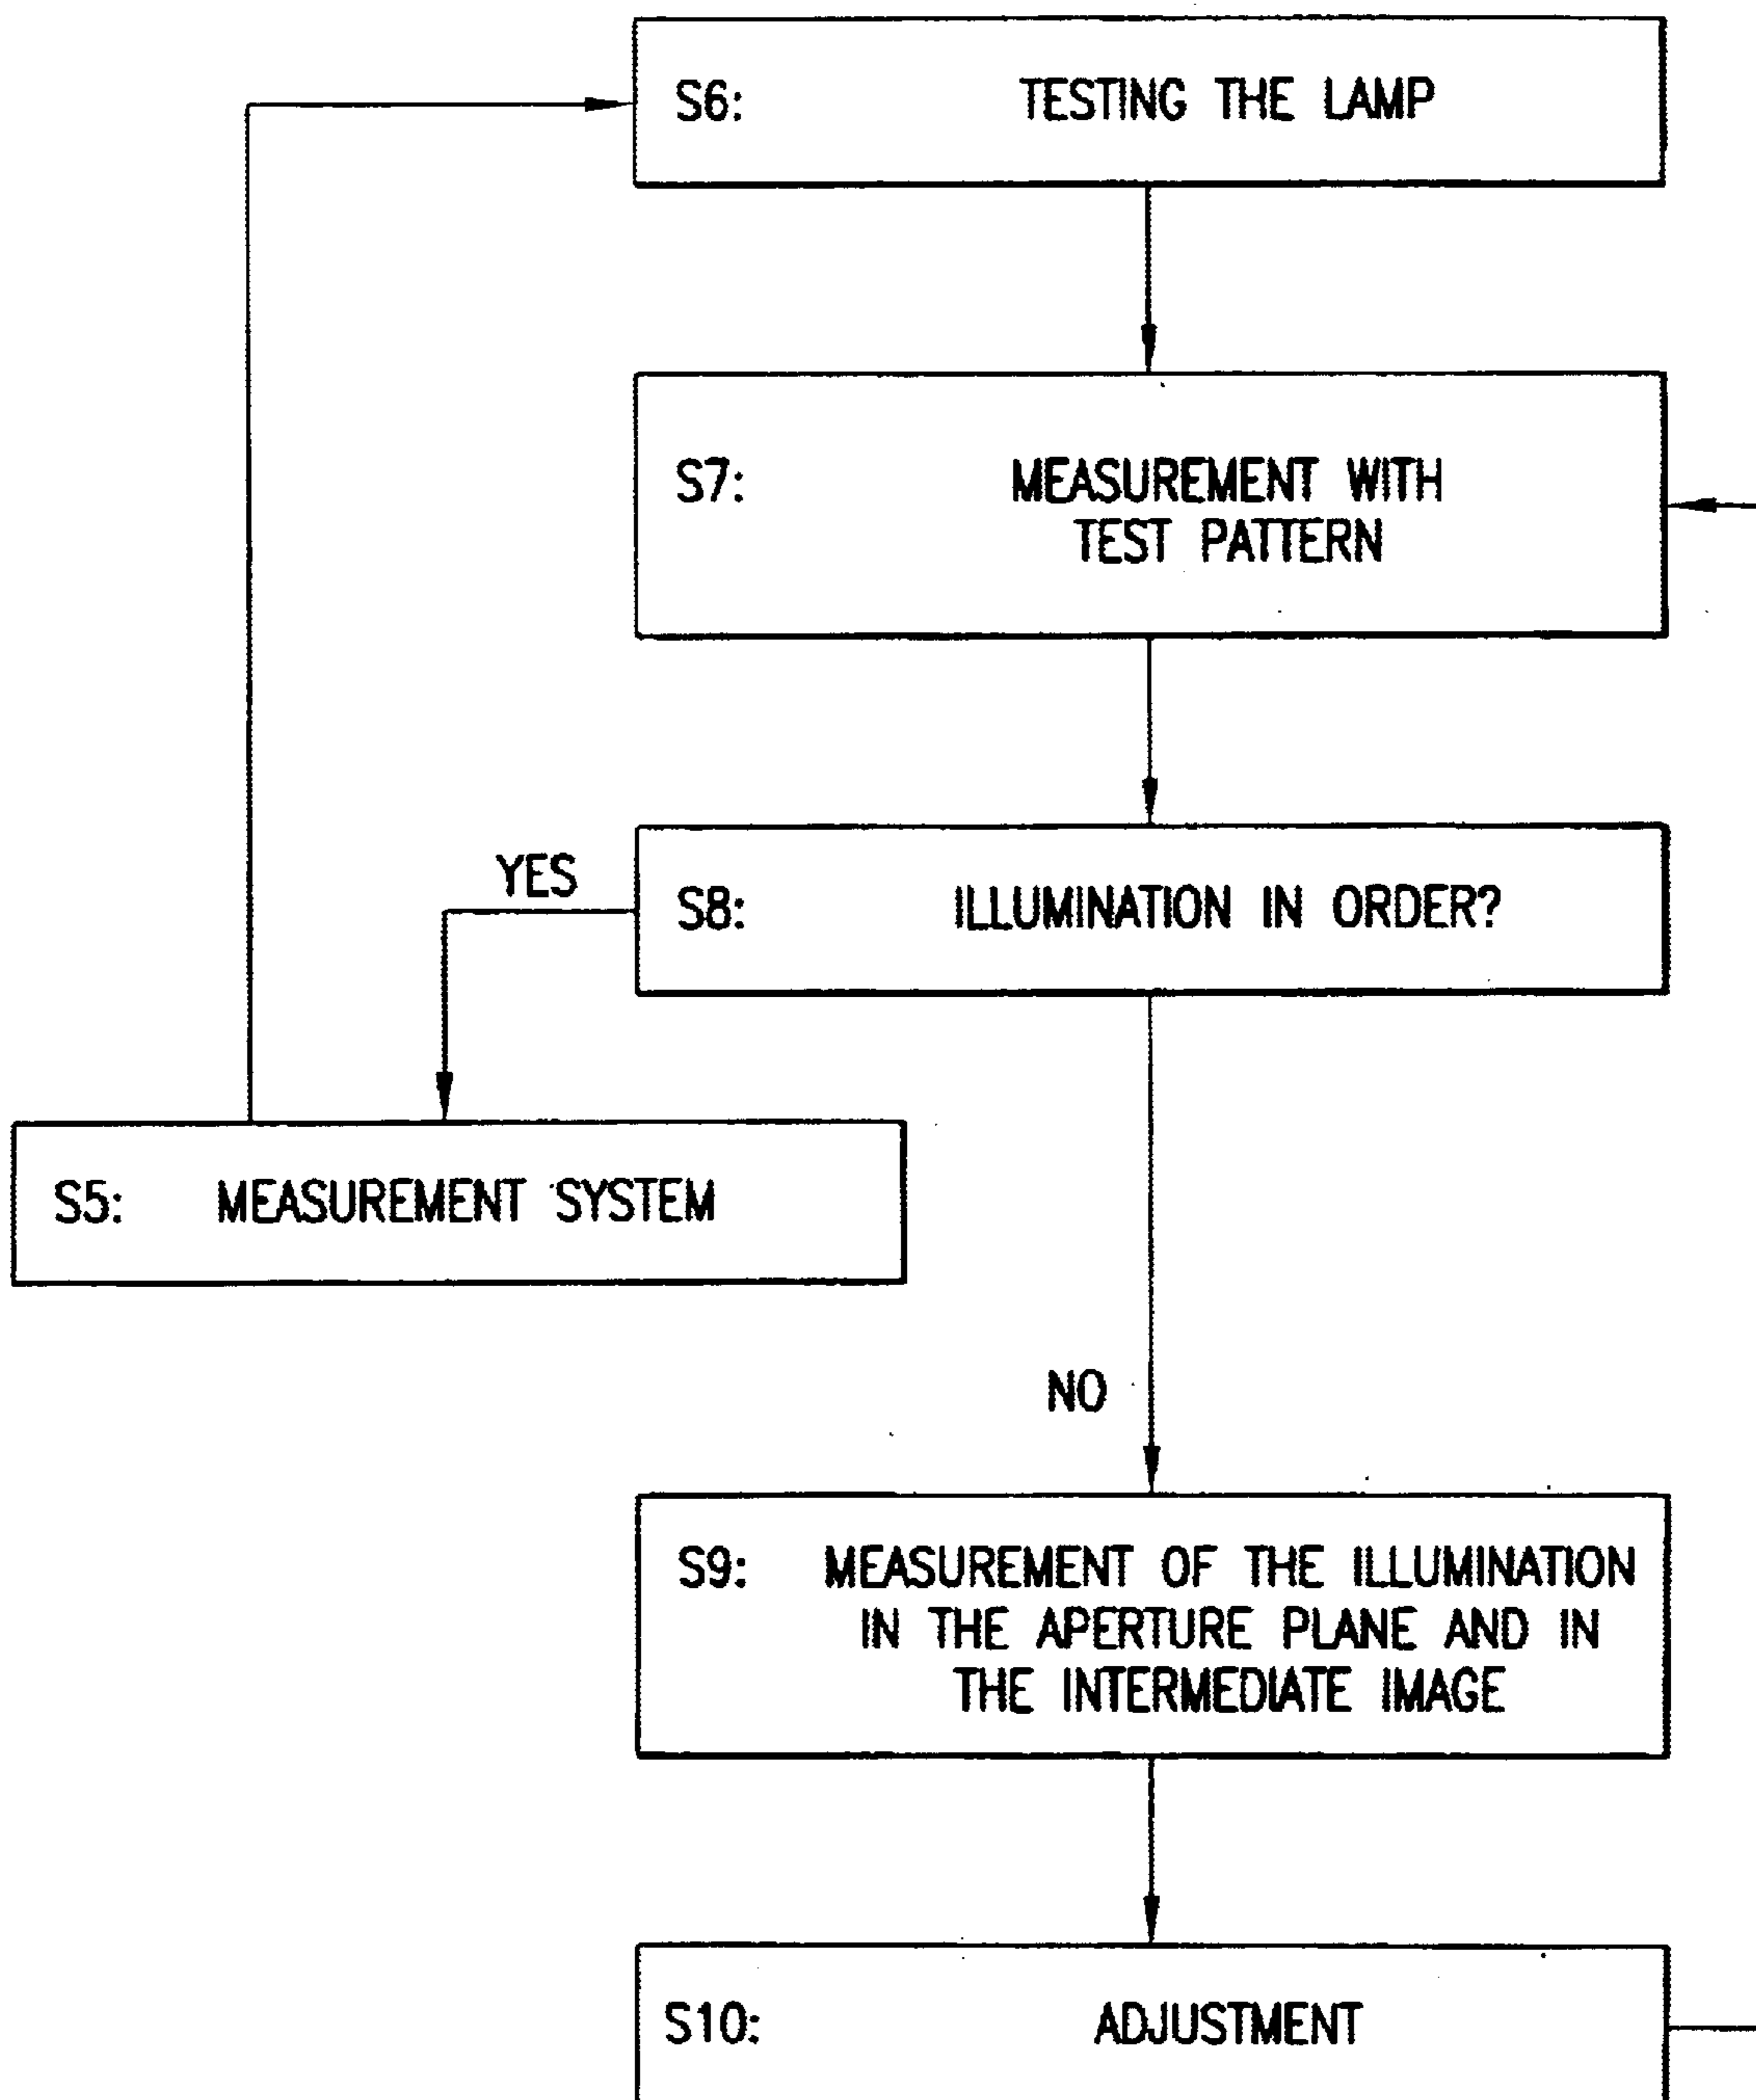 S6: TESTING THE LAMP
S7: MEASUREMENT WITH
TEST PATTERN
YES
S8: ILLUMINATION IN ORDER?
S5: MEASUREMENT SYSTEM
NO
S9: MEASUREMENT OF THE ILLUMINATION
IN THE APERTURE PLANE AND IN
THE INTERMEDIATE IMAGE
S10: ADJUSTMENT